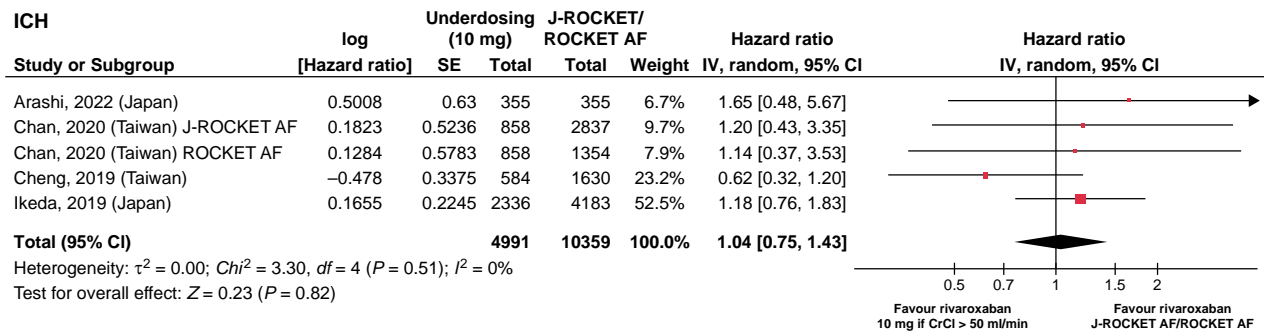 ICH
log [Hazard ratio] SE Underdosing (10 mg) Total J-ROCKET/ ROCKET AF Total Weight Hazard ratio IV, random, 95% CI Hazard ratio IV, random, 95% CI
Study or Subgroup
Arashi, 2022 (Japan) 0.5008 0.63 355 355 6.7% 1.65 [0.48, 5.67]
Chan, 2020 (Taiwan) J-ROCKET AF 0.1823 0.5236 858 2837 9.7% 1.20 [0.43, 3.35]
Chan, 2020 (Taiwan) ROCKET AF 0.1284 0.5783 858 1354 7.9% 1.14 [0.37, 3.53]
Cheng, 2019 (Taiwan) –0.478 0.3375 584 1630 23.2% 0.62 [0.32, 1.20]
Ikeda, 2019 (Japan) 0.1655 0.2245 2336 4183 52.5% 1.18 [0.76, 1.83]
Total (95% CI) 4991 10359 100.0% 1.04 [0.75, 1.43]
Heterogeneity: τ² = 0.00; Chi² = 3.30, df = 4 (P = 0.51); I² = 0%
Test for overall effect: Z = 0.23 (P = 0.82)
0.5 0.7 1 1.5 2
Favour rivaroxaban 10 mg if CrCl > 50 ml/min
Favour rivaroxaban J-ROCKET AF/ROCKET AF